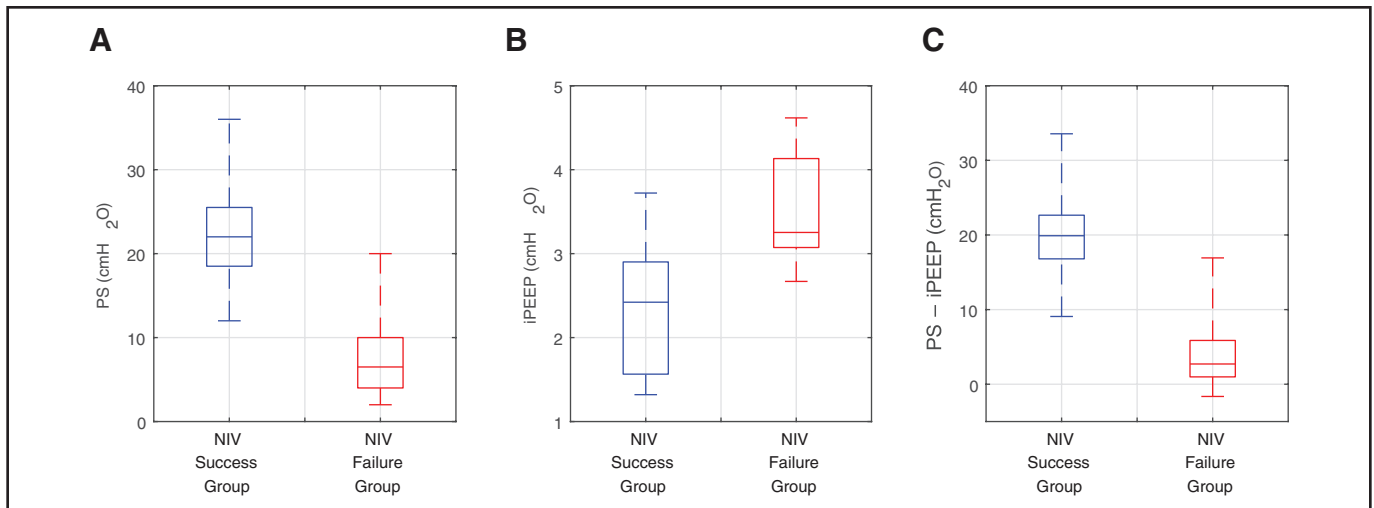 A
B
C
PS (cmH 2O)
40
30
20
10
0
NIV
Success
Group
NIV
Failure
Group
iPEEP (cmH 2O)
5
4
3
2
1
NIV
Success
Group
NIV
Failure
Group
PS – iPEEP (cmH2O)
40
30
20
10
0
NIV
Success
Group
NIV
Failure
Group